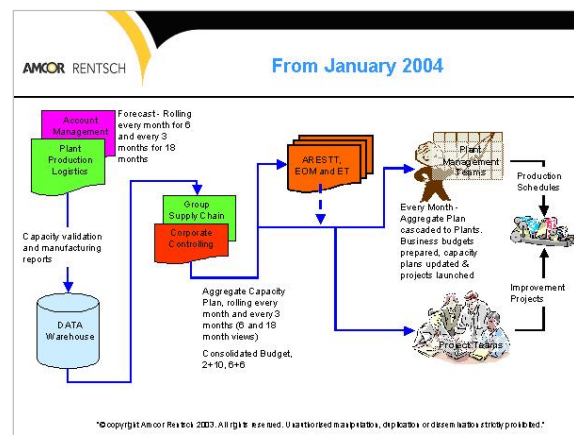 AMCOR RENTSCH
From January 2004
Account
Management
Plant
Production
Logistics
Forecast - Rolling
every month for 6
and every 3
months for 18
months
ARESTT,
EOM and ET
Plant
Management
Teams
Production
Schedules
Group
Supply Chain
Corporate
Controlling
Capacity validation
and manufacturing
reports
Every Month -
Aggregate Plan
cascaded to Plants.
Business budgets
prepared, capacity
plans updated &
projects launched
DATA
Warehouse
Aggregate Capacity
Plan, rolling every
month and every 3
months (6 and 18
month views)
Consolidated Budget,
2+10, 6+6
Improvement
Projects
Project Teams
"©copyright Amcor Rentsch 2003. All rights reserved. Unauthorised manipulation, duplication or dissemination strictly prohibited."